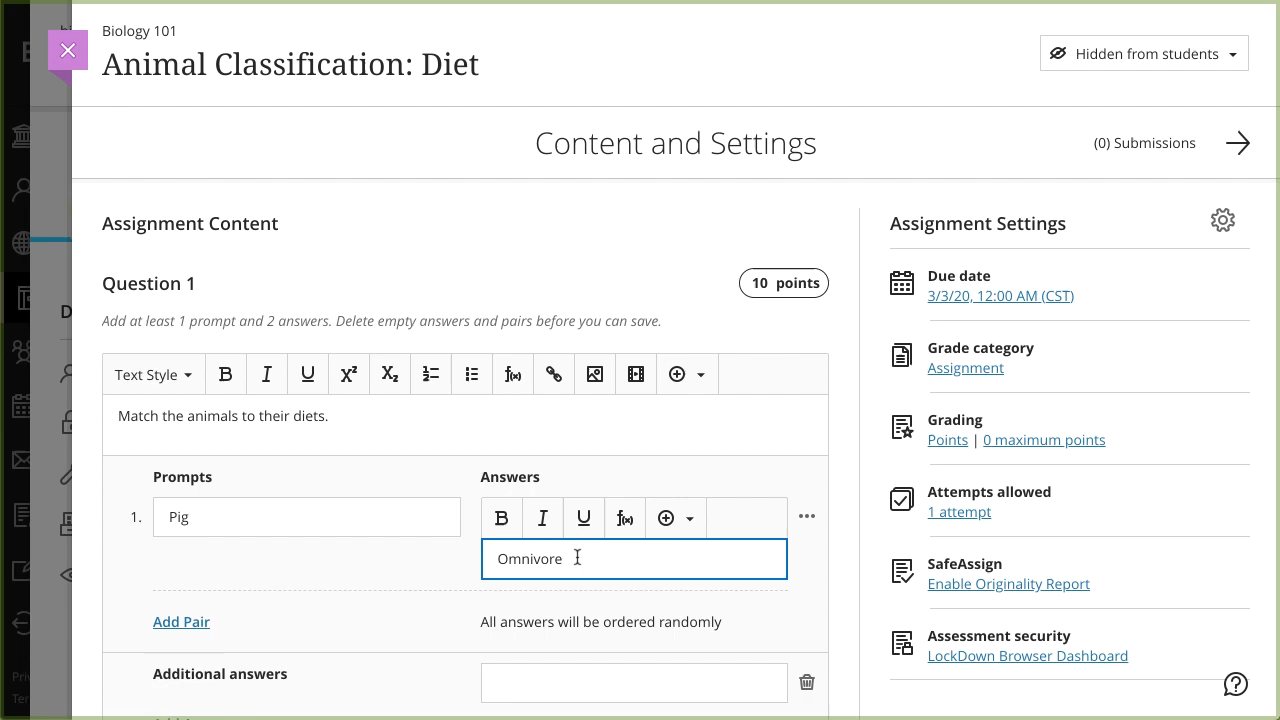 Biology 101
Animal Classification: Diet
Hidden from students
Content and Settings
(0) Submissions
Assignment Content
Question 1
10 points
Add at least 1 prompt and 2 answers. Delete empty answers and pairs before you can save.
Text Style
B I U X² X₂ f(x)
Match the animals to their diets.
Prompts
Answers
1. Pig
B I U f(x)
Omnivore
Add Pair
All answers will be ordered randomly
Additional answers
Assignment Settings
Due date
3/3/20, 12:00 AM (CST)
Grade category
Assignment
Grading
Points | 0 maximum points
Attempts allowed
1 attempt
SafeAssign
Enable Originality Report
Assessment security
LockDown Browser Dashboard